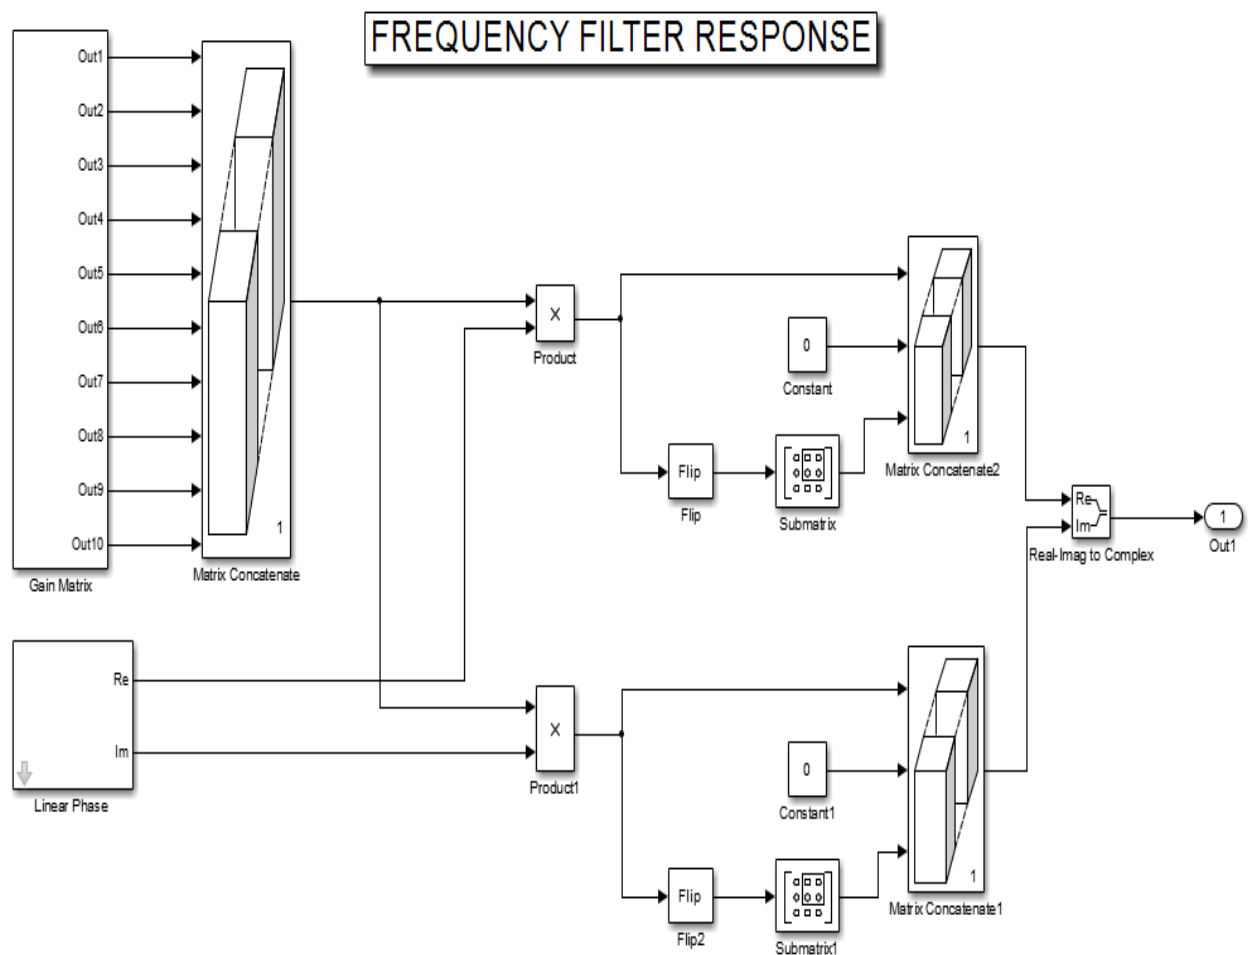 FREQUENCY FILTER RESPONSE
Out1
Out2
Out3
Out4
Out5
Out6
Out7
Out8
Out9
Out10
Gain Matrix
1
Matrix Concatenate
Re
Im
Linear Phase
X
Product
X
Product1
0
Constant
Flip
Flip
Submatrix
1
Matrix Concatenate2
0
Constant1
Flip
Flip2
Submatrix1
1
Matrix Concatenate1
Re
Im
Real-Imag to Complex
1
Out1